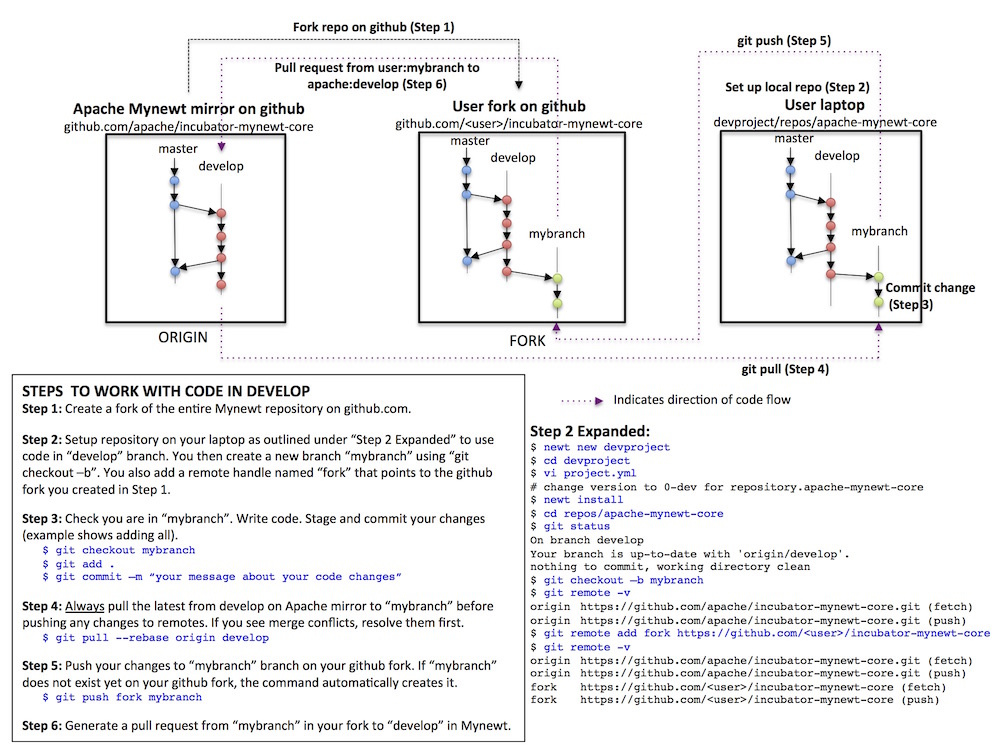 Fork repo on github (Step 1)
git push (Step 5)
Pull request from user:mybranch to
apache:develop (Step 6)
Set up local repo (Step 2)
Apache Mynewt mirror on github
github.com/apache/incubator-mynewt-core
User fork on github
github.com/<user>/incubator-mynewt-core
User laptop
devproject/repos/apache-mynewt-core
master
develop
master
develop
mybranch
master
develop
mybranch
Commit change
(Step 3)
ORIGIN
FORK
git pull (Step 4)
Indicates direction of code flow
STEPS TO WORK WITH CODE IN DEVELOP
Step 1: Create a fork of the entire Mynewt repository on github.com.
Step 2: Setup repository on your laptop as outlined under “Step 2 Expanded” to use
code in “develop” branch. You then create a new branch “mybranch” using “git
checkout –b”. You also add a remote handle named “fork” that points to the github
fork you created in Step 1.
Step 3: Check you are in “mybranch”. Write code. Stage and commit your changes
(example shows adding all).
$ git checkout mybranch
$ git add .
$ git commit –m “your message about your code changes”
Step 4: Always pull the latest from develop on Apache mirror to “mybranch” before
pushing any changes to remotes. If you see merge conflicts, resolve them first.
$ git pull --rebase origin develop
Step 5: Push your changes to “mybranch” branch on your github fork. If “mybranch”
does not exist yet on your github fork, the command automatically creates it.
$ git push fork mybranch
Step 6: Generate a pull request from “mybranch” in your fork to “develop” in Mynewt.
Step 2 Expanded:
$ newt new devproject
$ cd devproject
$ vi project.yml
# change version to 0-dev for repository.apache-mynewt-core
$ newt install
$ cd repos/apache-mynewt-core
$ git status
On branch develop
Your branch is up-to-date with 'origin/develop'.
nothing to commit, working directory clean
$ git checkout –b mybranch
$ git remote -v
origin https://github.com/apache/incubator-mynewt-core.git (fetch)
origin https://github.com/apache/incubator-mynewt-core.git (push)
$ git remote add fork https://github.com/<user>/incubator-mynewt-core
$ git remote -v
origin https://github.com/apache/incubator-mynewt-core.git (fetch)
origin https://github.com/apache/incubator-mynewt-core.git (push)
fork https://github.com/<user>/incubator-mynewt-core (fetch)
fork https://github.com/<user>/incubator-mynewt-core (push)